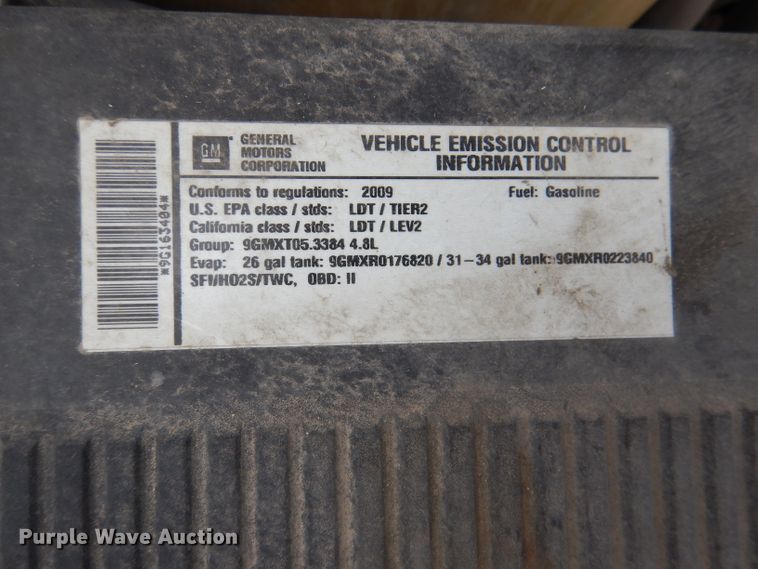 GM
GENERAL
MOTORS
CORPORATION
VEHICLE EMISSION CONTROL
INFORMATION
Conforms to regulations: 2009 Fuel: Gasoline
U.S. EPA class / stds: LDT / TIER2
California class / stds: LDT / LEV2
Group: 9GMXT05.3384 4.8L
Evap: 26 gal tank: 9GMXR0176820 / 31-34 gal tank: 9GMXR0223840
SFI/HO2S/TWC, OBD: II
*9G163404*
Purple Wave Auction